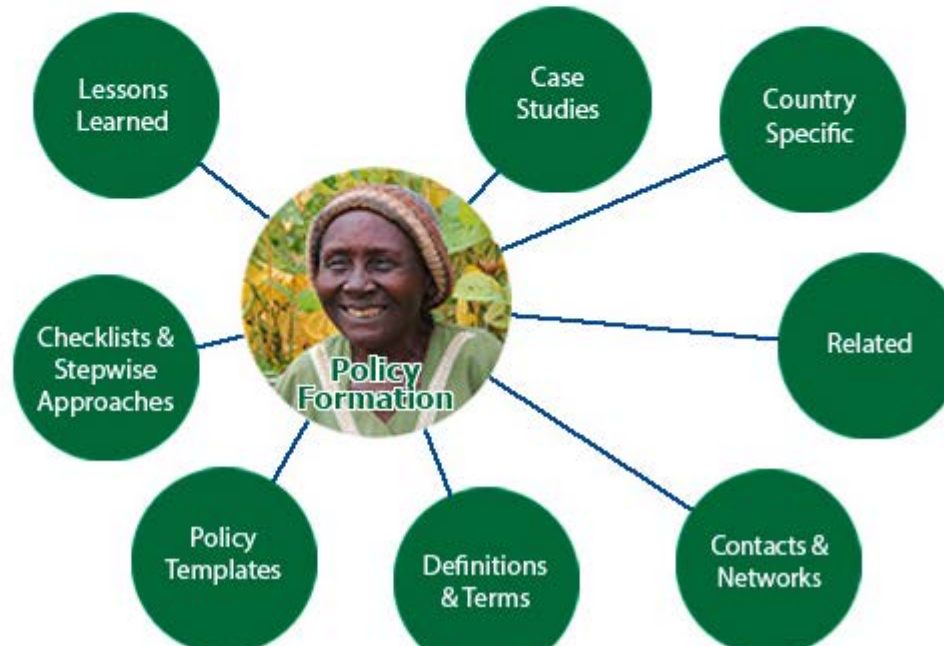 Lessons
Learned
Case
Studies
Country
Specific
Checklists &
Stepwise
Approaches
Policy
Formation
Related
Policy
Templates
Definitions
& Terms
Contacts &
Networks